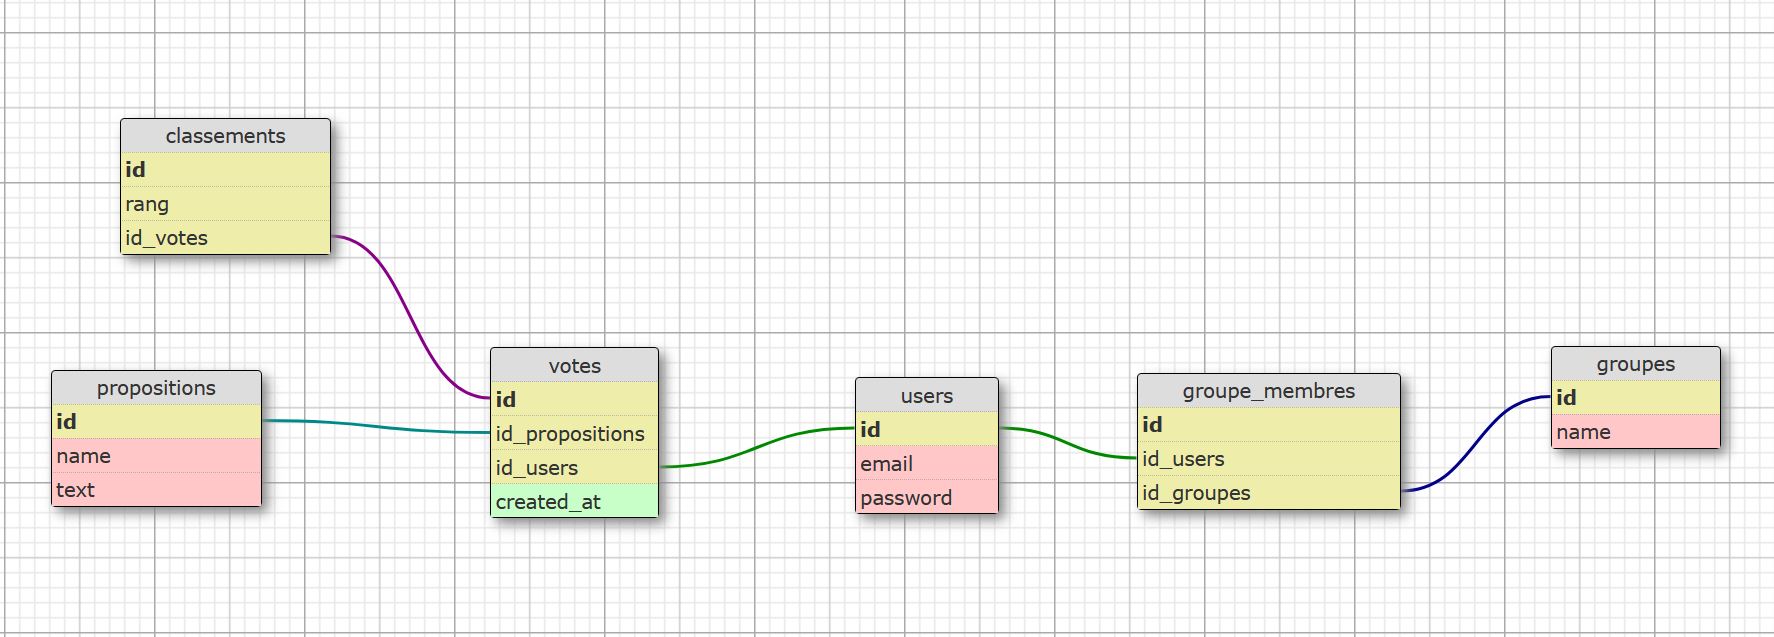 classements
id
rang
id_votes
propositions
id
name
text
votes
id
id_propositions
id_users
created_at
users
id
email
password
groupe_membres
id
id_users
id_groupes
groupes
id
name